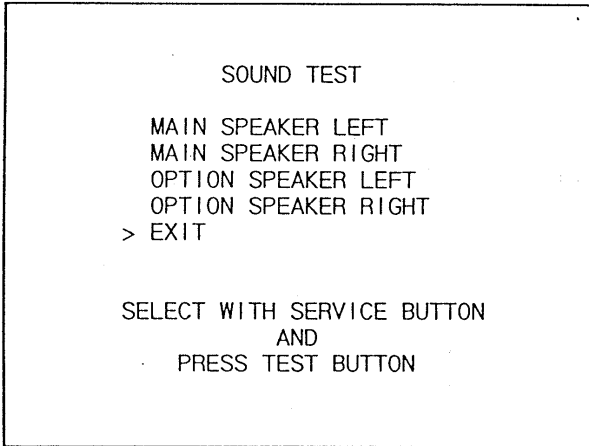 SOUND TEST
MAIN SPEAKER LEFT
MAIN SPEAKER RIGHT
OPTION SPEAKER LEFT
OPTION SPEAKER RIGHT
> EXIT
SELECT WITH SERVICE BUTTON
AND
PRESS TEST BUTTON